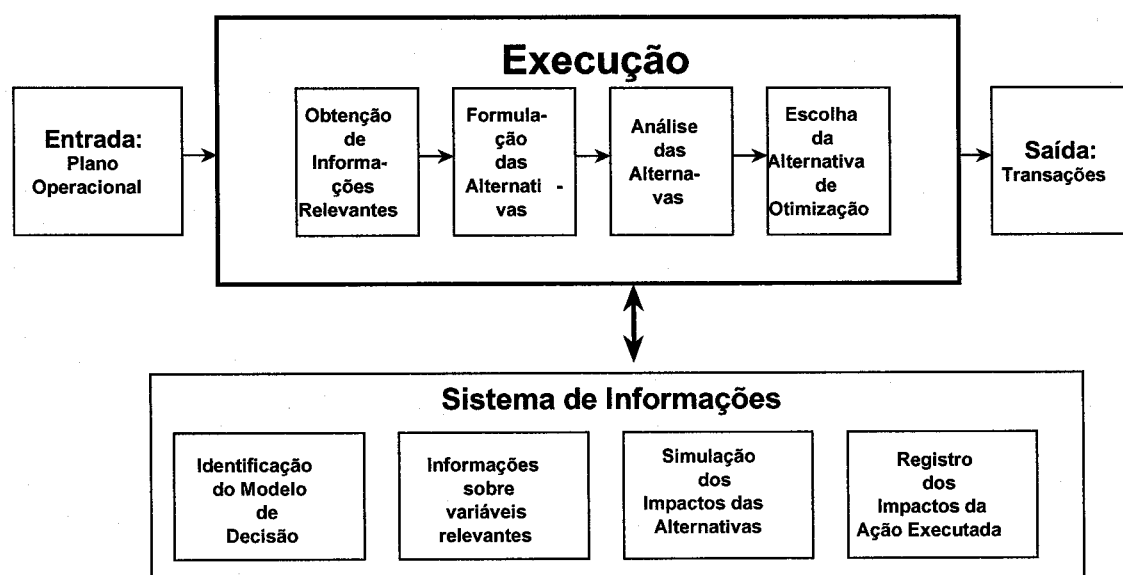 Execução
Entrada:
Plano
Operacional
Obtenção
de
Informa-
ções
Relevantes
Formula-
ção
das
Alternati -
vas
Análise
das
Alterna-
vas
Escolha
da
Alternativa
de
Otimização
Saída:
Transações
Sistema de Informações
Identificação
do Modelo
de
Decisão
Informações
sobre
variáveis
relevantes
Simulação
dos
Impactos das
Alternativas
Registro
dos
Impactos da
Ação Executada